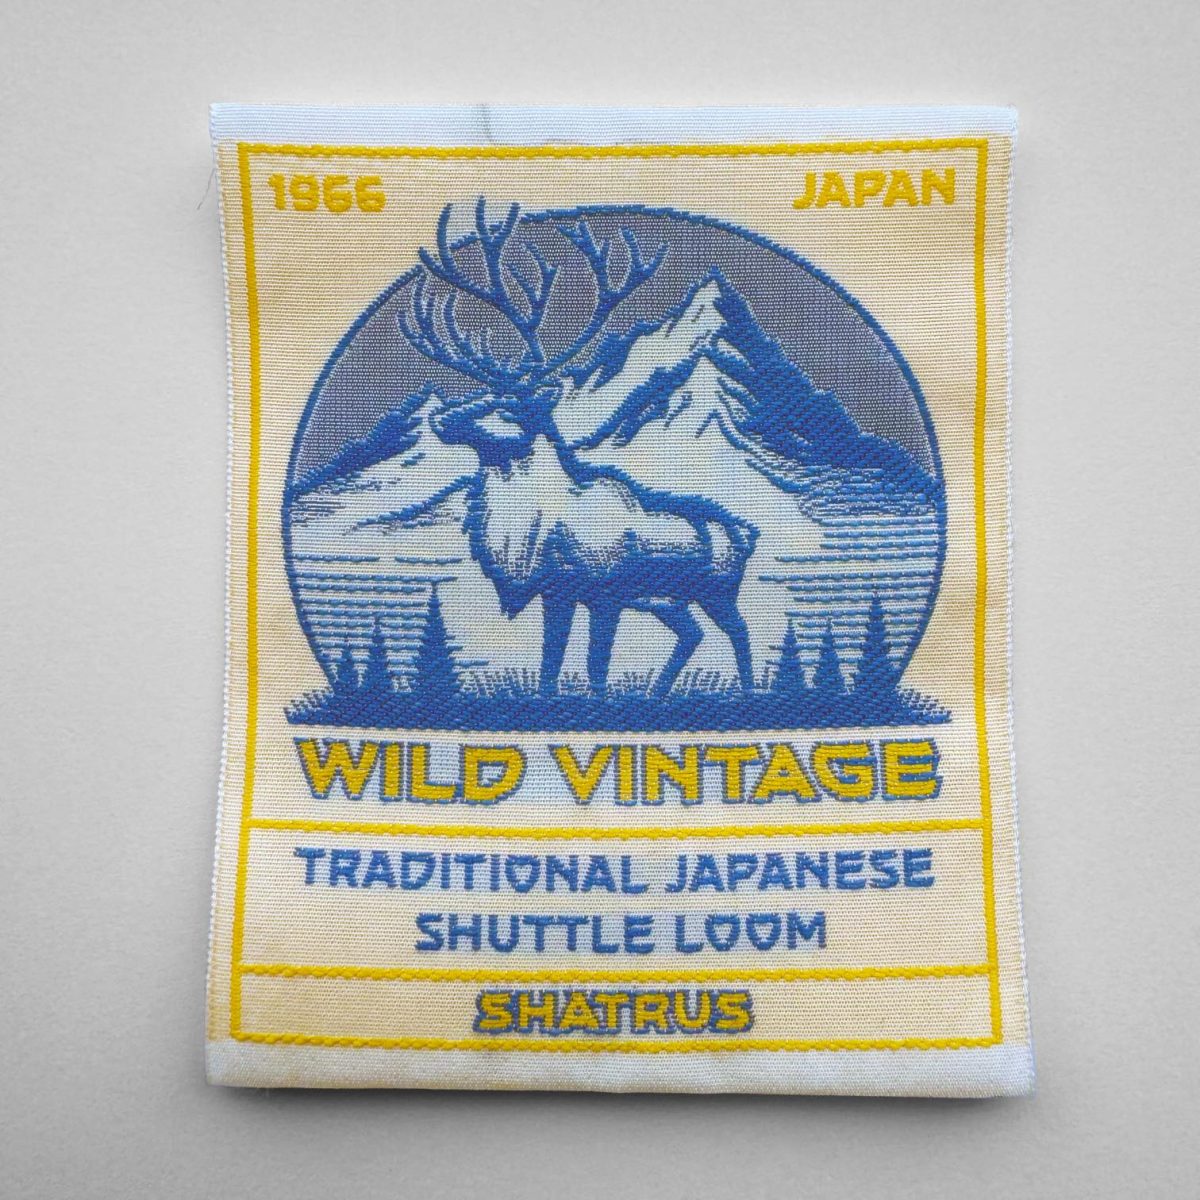 1966
JAPAN
WILD VINTAGE
TRADITIONAL JAPANESE
SHUTTLE LOOM
SHATRUS